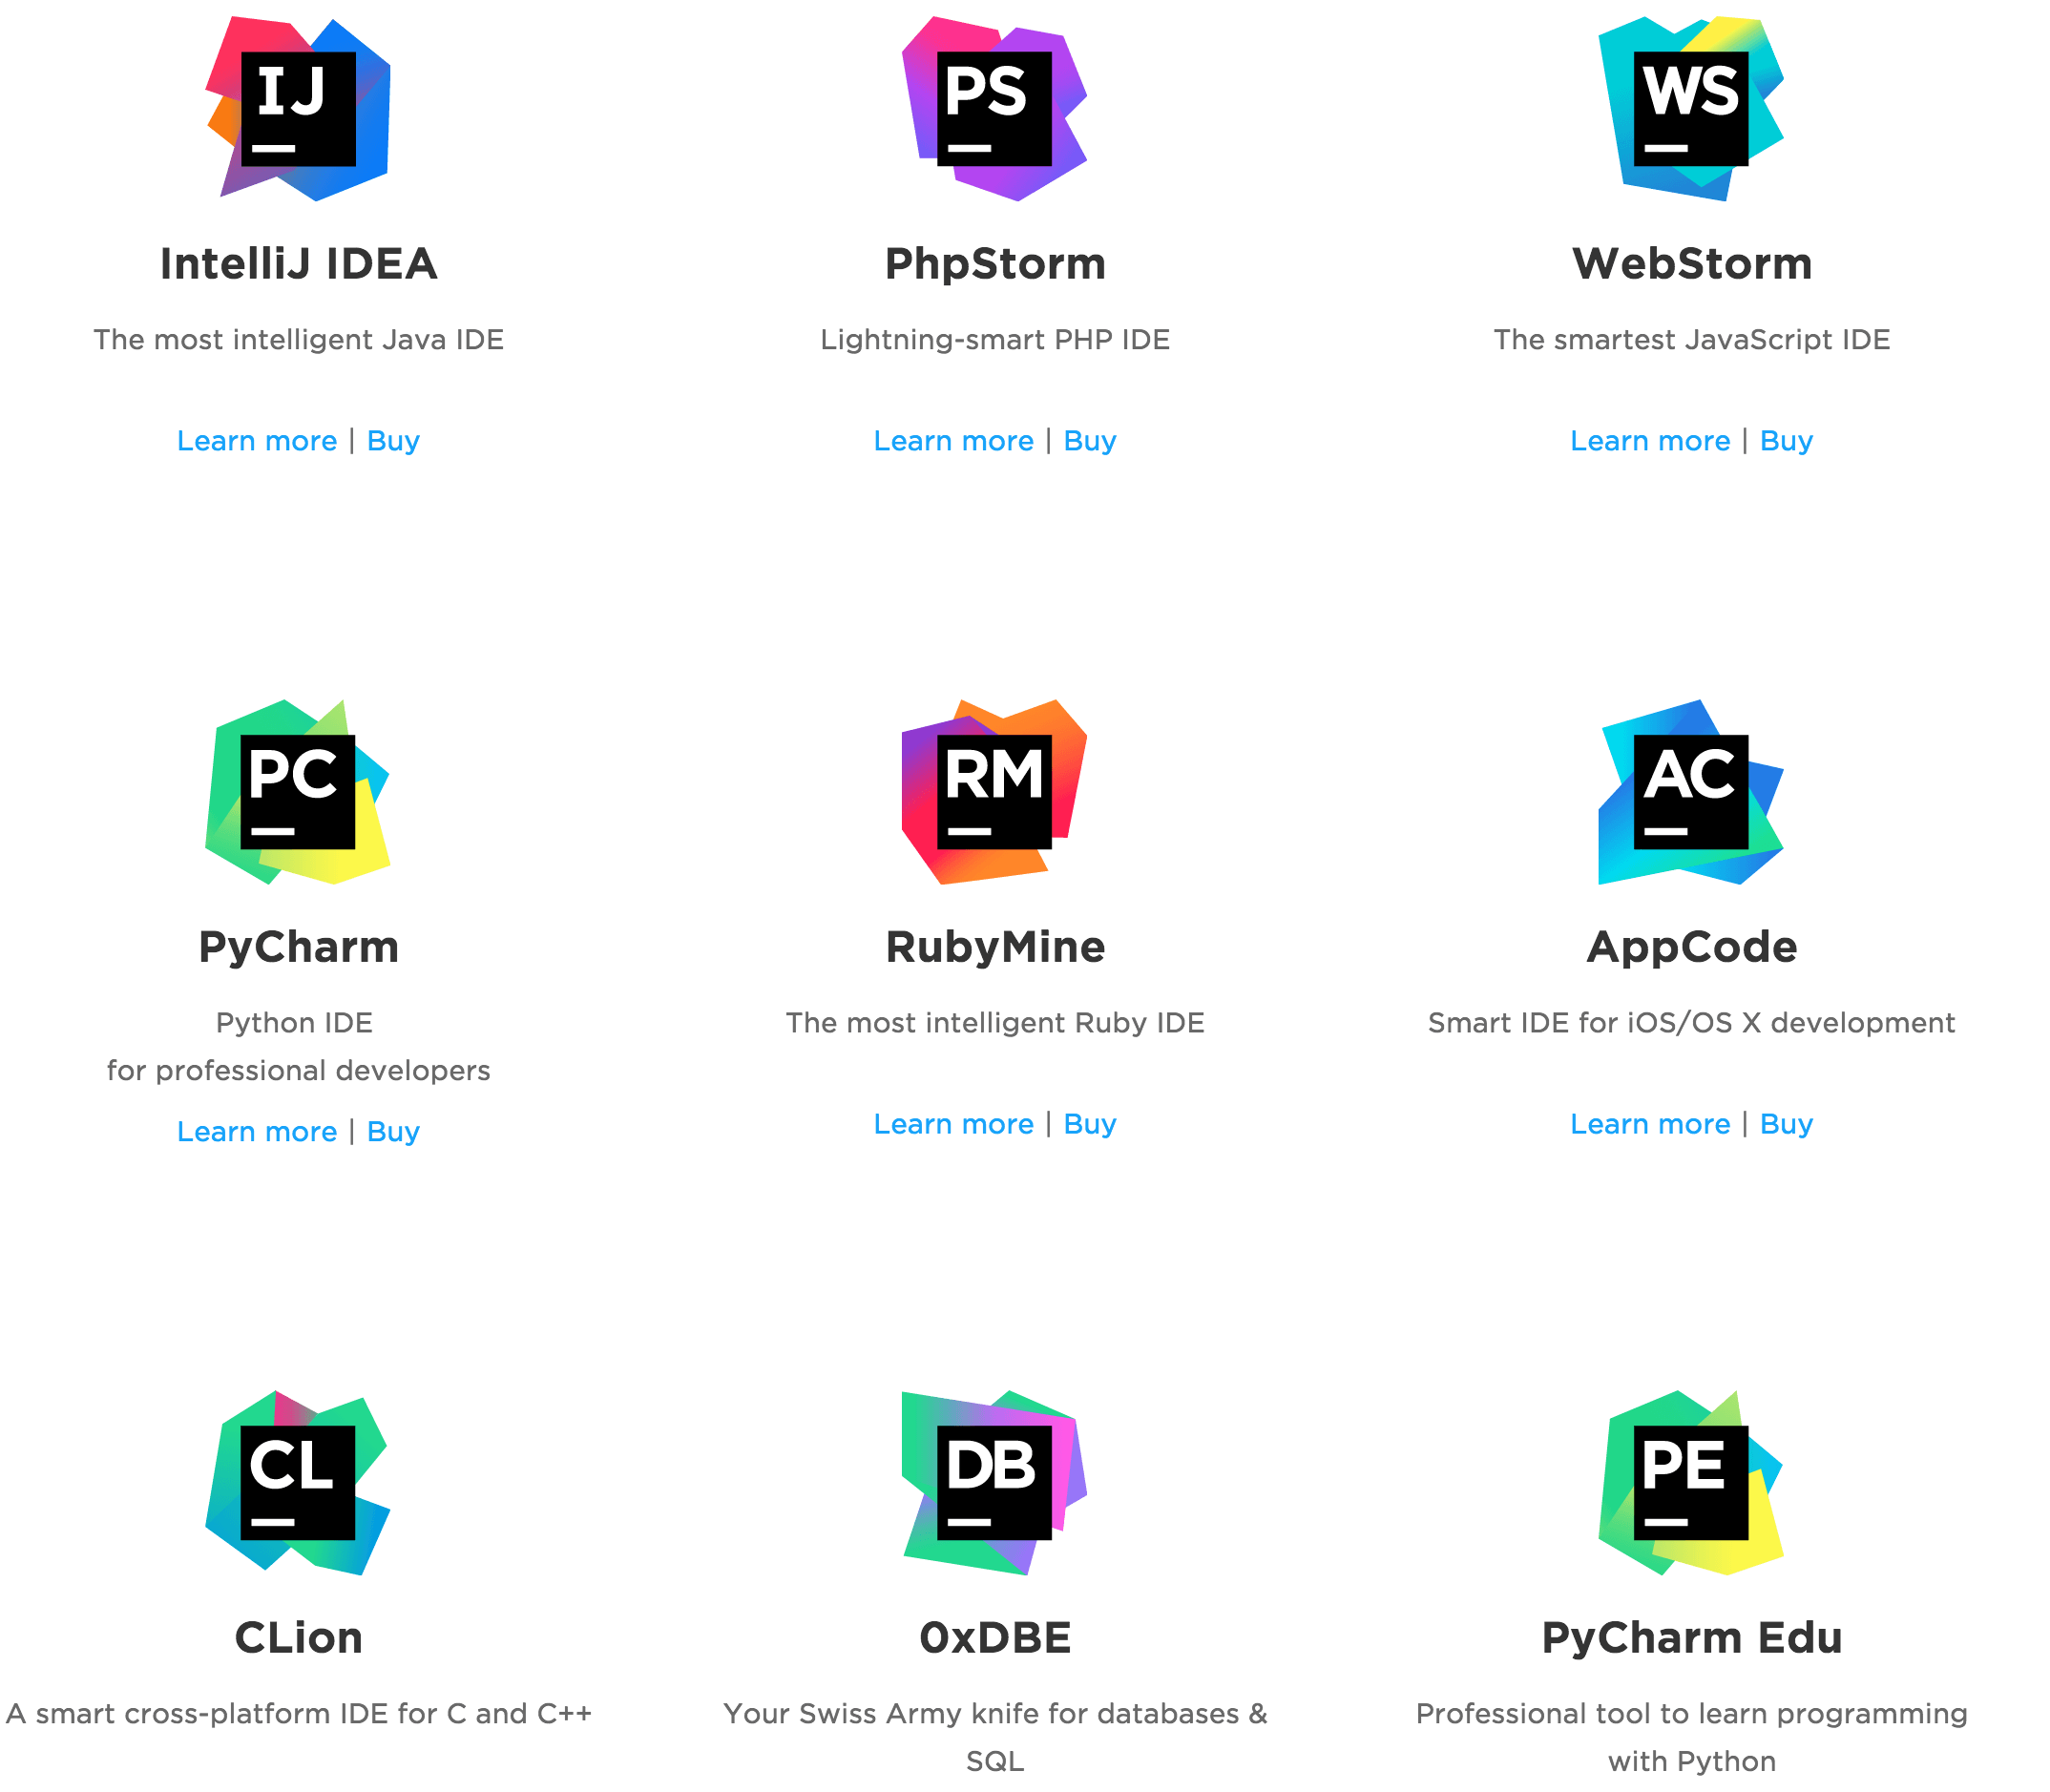 IJ
PS
WS
IntelliJ IDEA
PhpStorm
WebStorm
The most intelligent Java IDE
Lightning-smart PHP IDE
The smartest JavaScript IDE
Learn more | Buy
Learn more | Buy
Learn more | Buy
PC
RM
AC
PyCharm
RubyMine
AppCode
Python IDE
for professional developers
The most intelligent Ruby IDE
Smart IDE for iOS/OS X development
Learn more | Buy
Learn more | Buy
Learn more | Buy
CL
DB
PE
CLion
0xDBE
PyCharm Edu
A smart cross-platform IDE for C and C++
Your Swiss Army knife for databases &
SQL
Professional tool to learn programming
with Python